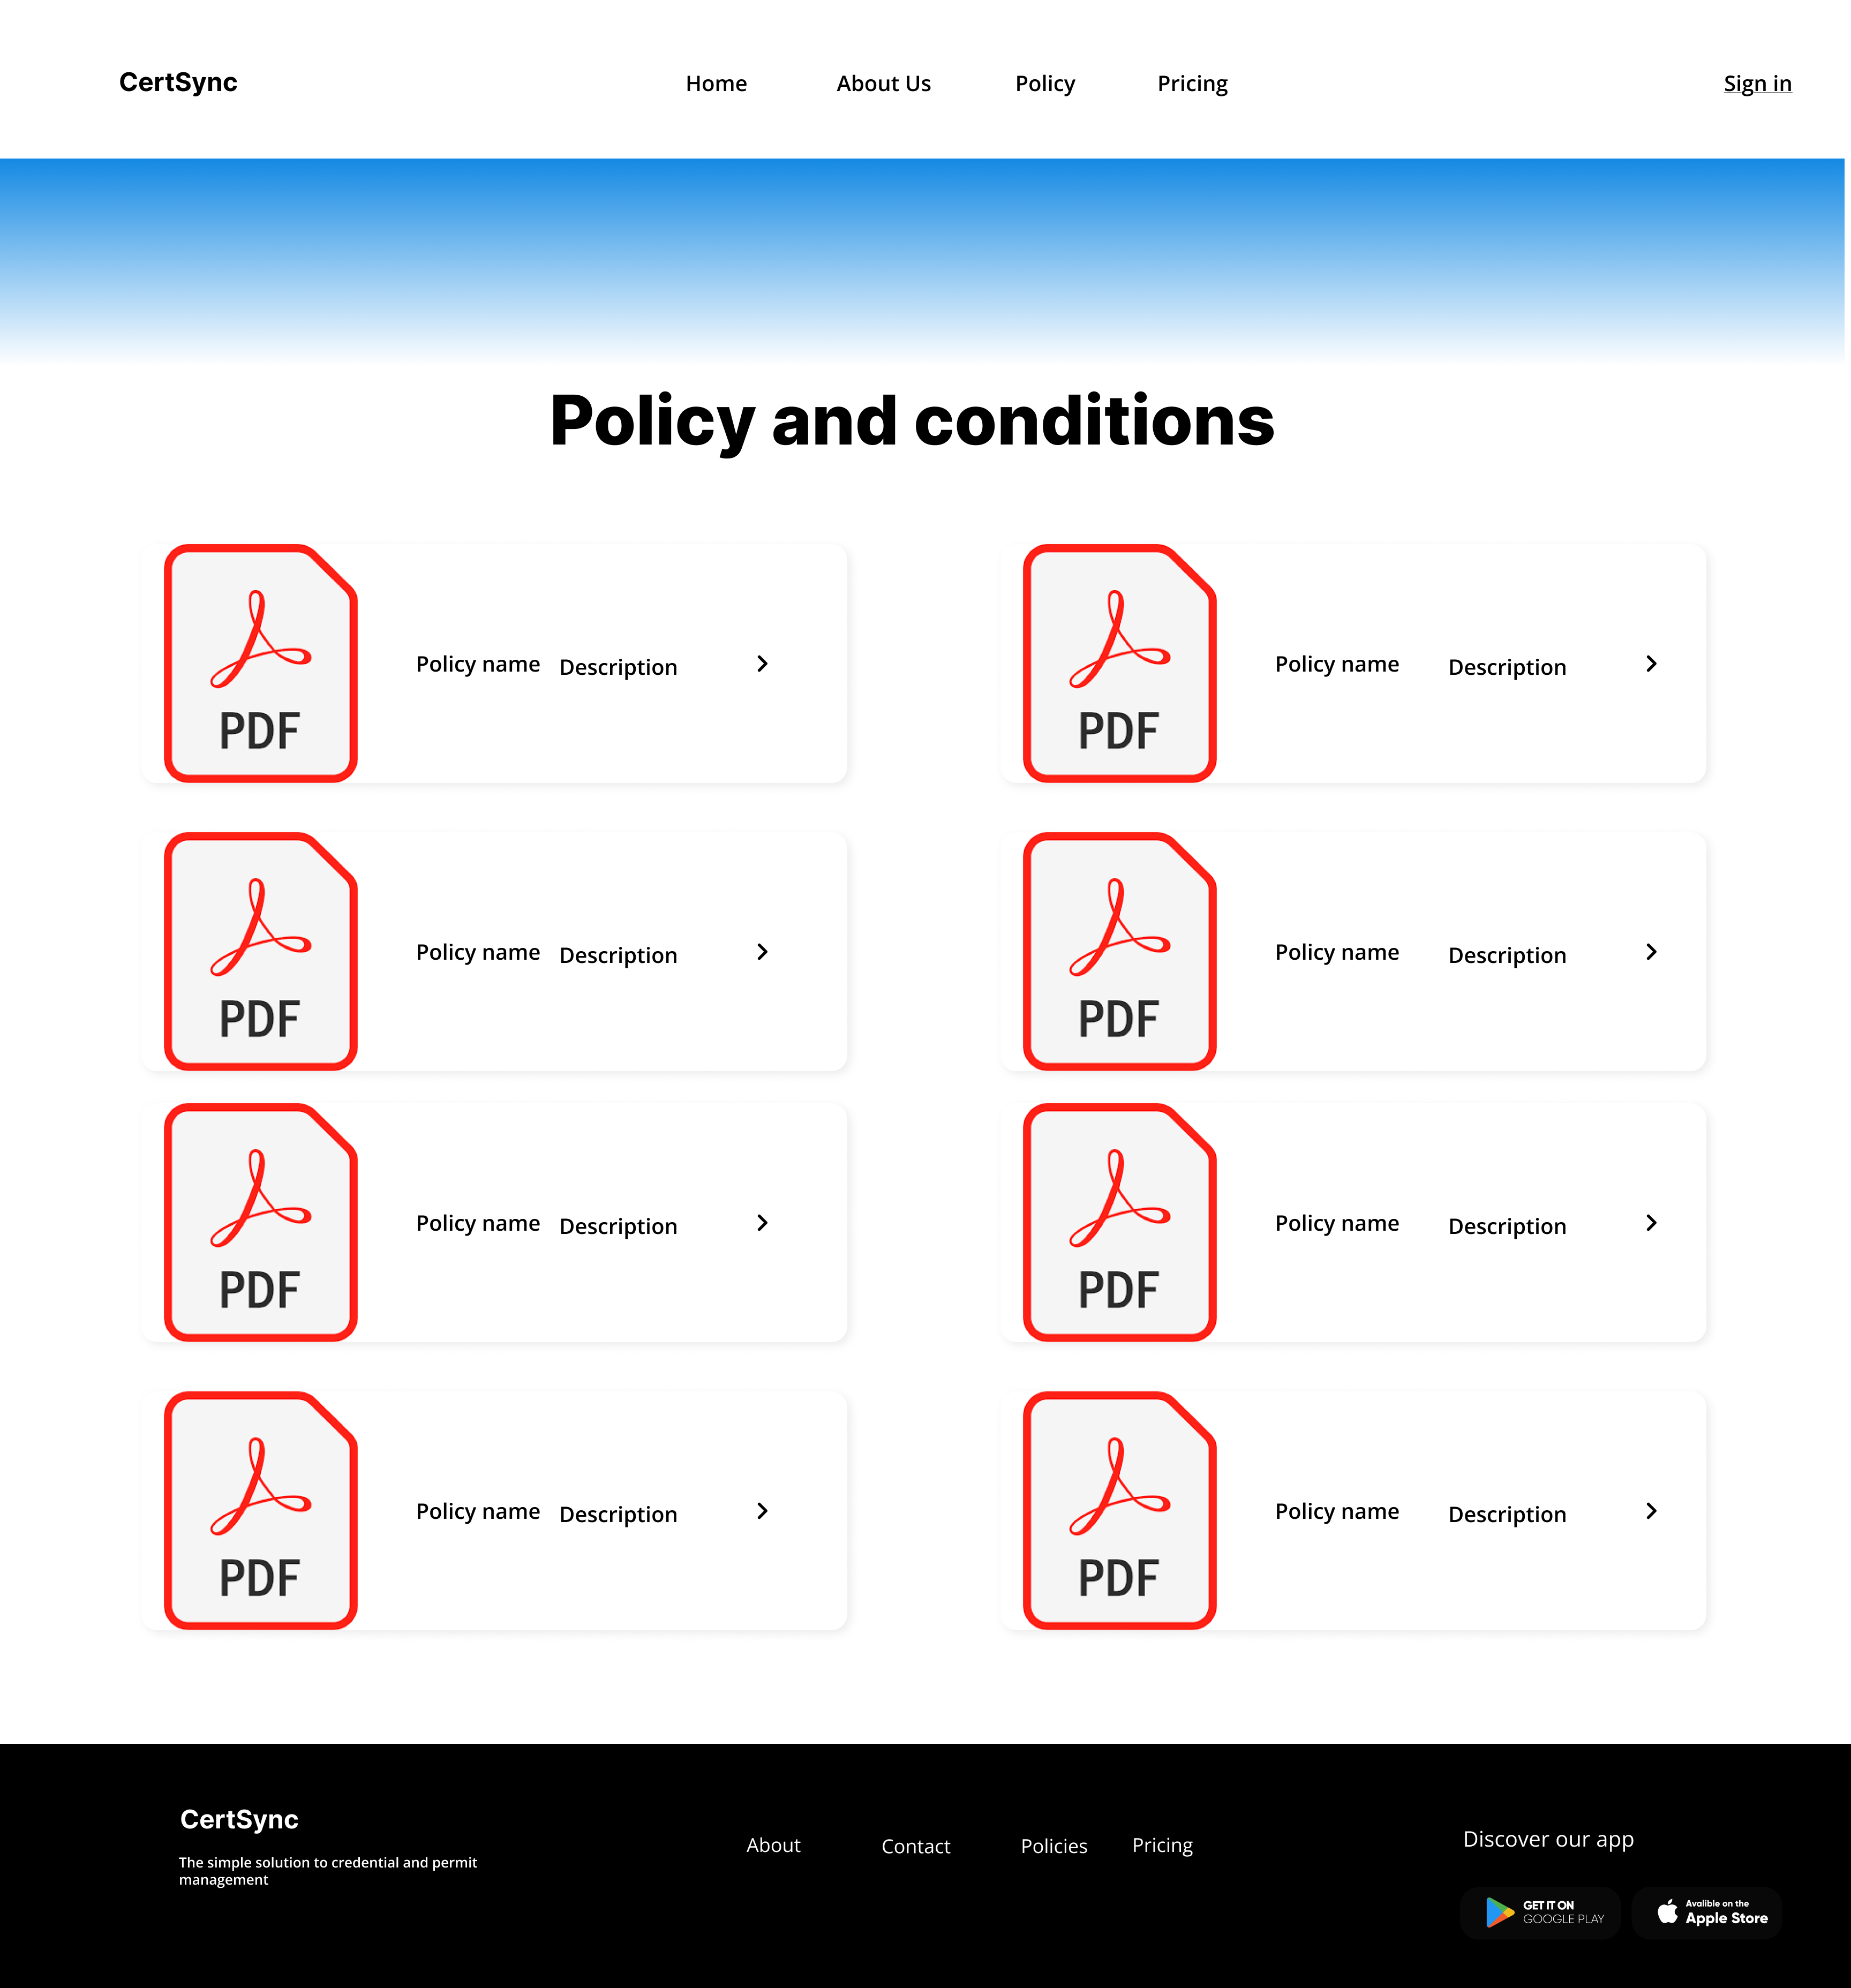 CertSync
Home
About Us
Policy
Pricing
Sign in
Policy and conditions
PDF
Policy name
Description
PDF
Policy name
Description
PDF
Policy name
Description
PDF
Policy name
Description
PDF
Policy name
Description
PDF
Policy name
Description
PDF
Policy name
Description
PDF
Policy name
Description
CertSync
The simple solution to credential and permit
management
About
Contact
Policies
Pricing
Discover our app
GET IT ON
GOOGLE PLAY
Avalible on the
Apple Store